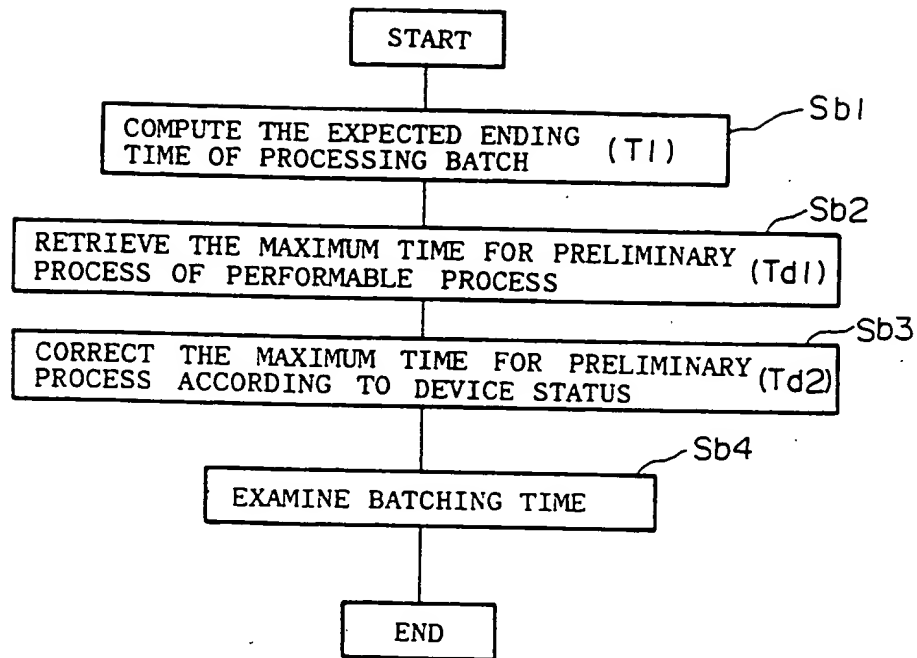 START
Sb1
COMPUTE THE EXPECTED ENDING
TIME OF PROCESSING BATCH (T1)
Sb2
RETRIEVE THE MAXIMUM TIME FOR PRELIMINARY
PROCESS OF PERFORMABLE PROCESS (Td1)
Sb3
CORRECT THE MAXIMUM TIME FOR PRELIMINARY
PROCESS ACCORDING TO DEVICE STATUS (Td2)
Sb4
EXAMINE BATCHING TIME
END